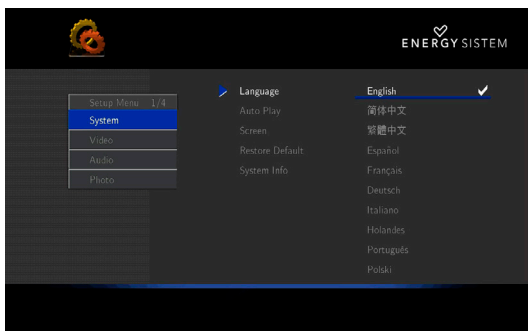 ENERGY SISTEM
Setup Menu 1/4
System
Video
Audio
Photo
Language
Auto Play
Screen
Restore Default
System Info
English
简体中文
繁體中文
Español
Français
Deutsch
Italiano
Holandes
Português
Polski